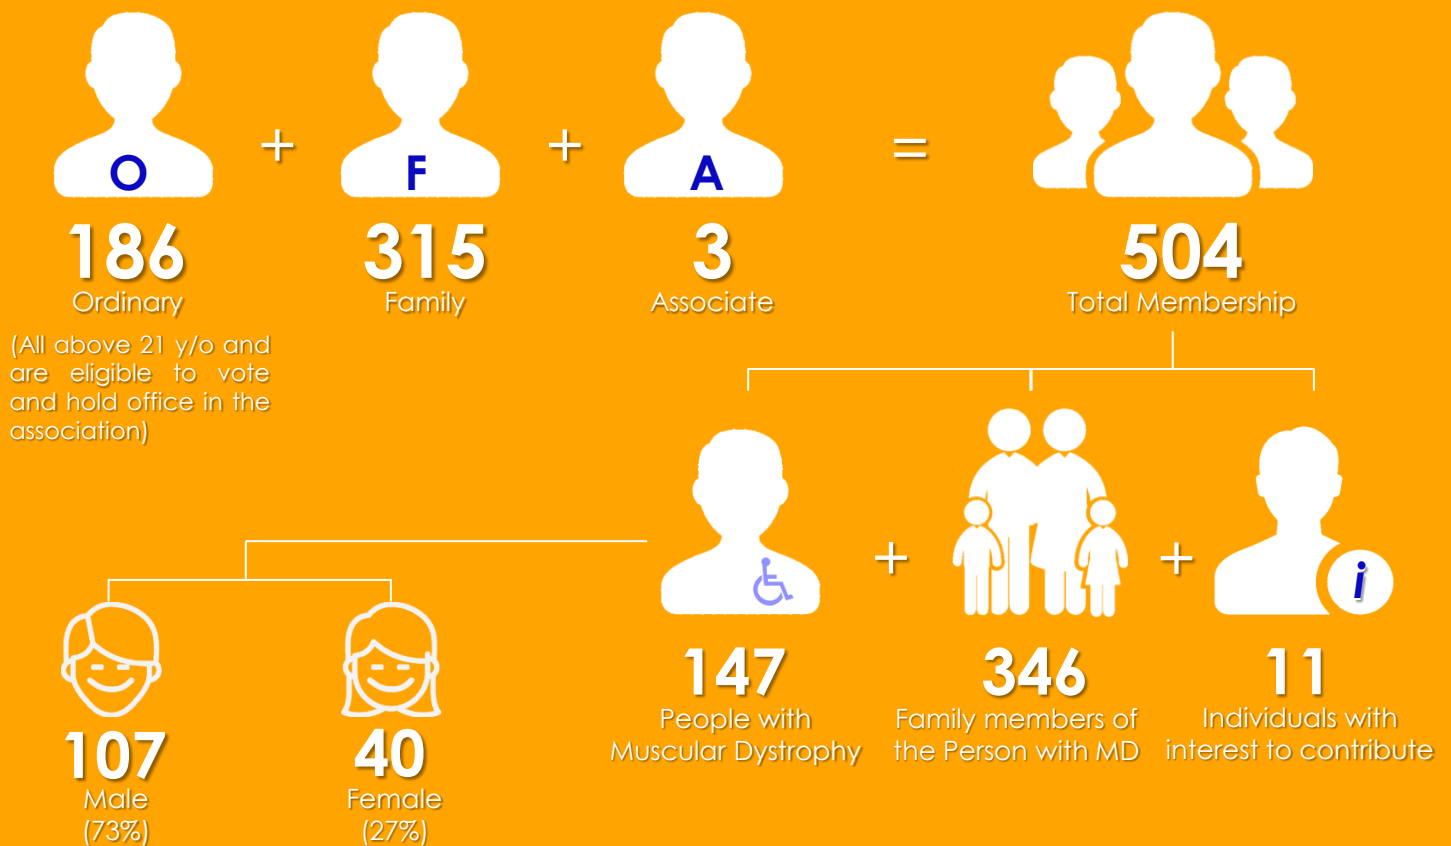 O
+
F
+
A
=
186
315
3
504
Ordinary
Family
Associate
Total Membership
(All above 21 y/o and
are eligible to vote
and hold office in the
association)
+
+
i
147
346
11
People with
Muscular Dystrophy
Family members of
the Person with MD
Individuals with
interest to contribute
107
40
Male
(73%)
Female
(27%)